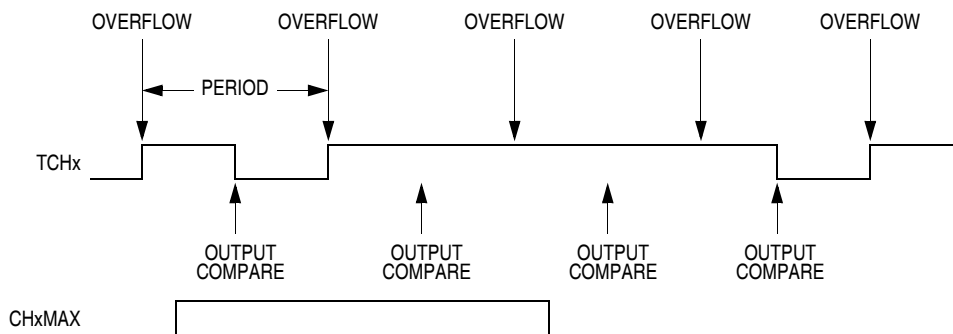 OVERFLOW OVERFLOW OVERFLOW OVERFLOW OVERFLOW
PERIOD
TCHx
OUTPUT OUTPUT OUTPUT OUTPUT
COMPARE COMPARE COMPARE COMPARE
CHxMAX